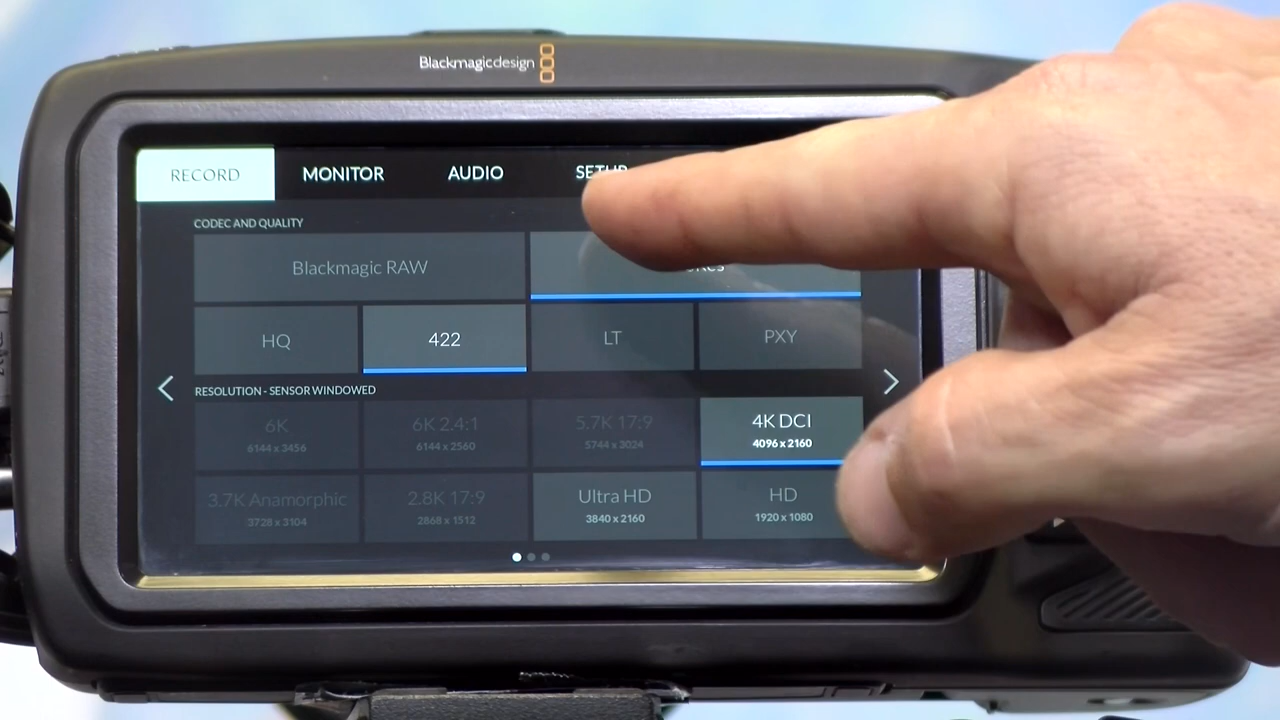 Blackmagicdesign
RECORD MONITOR AUDIO SETUP
CODEC AND QUALITY
Blackmagic RAW
HQ 422 LT PXY
RESOLUTION - SENSOR WINDOWED
6K 6K 2.4:1 5.7K 17:9 4K DCI
6144 x 3456 6144 x 2560 5744 x 3024 4096 x 2160
3.7K Anamorphic 2.8K 17:9 Ultra HD HD
3728 x 3104 2868 x 1512 3840 x 2160 1920 x 1080